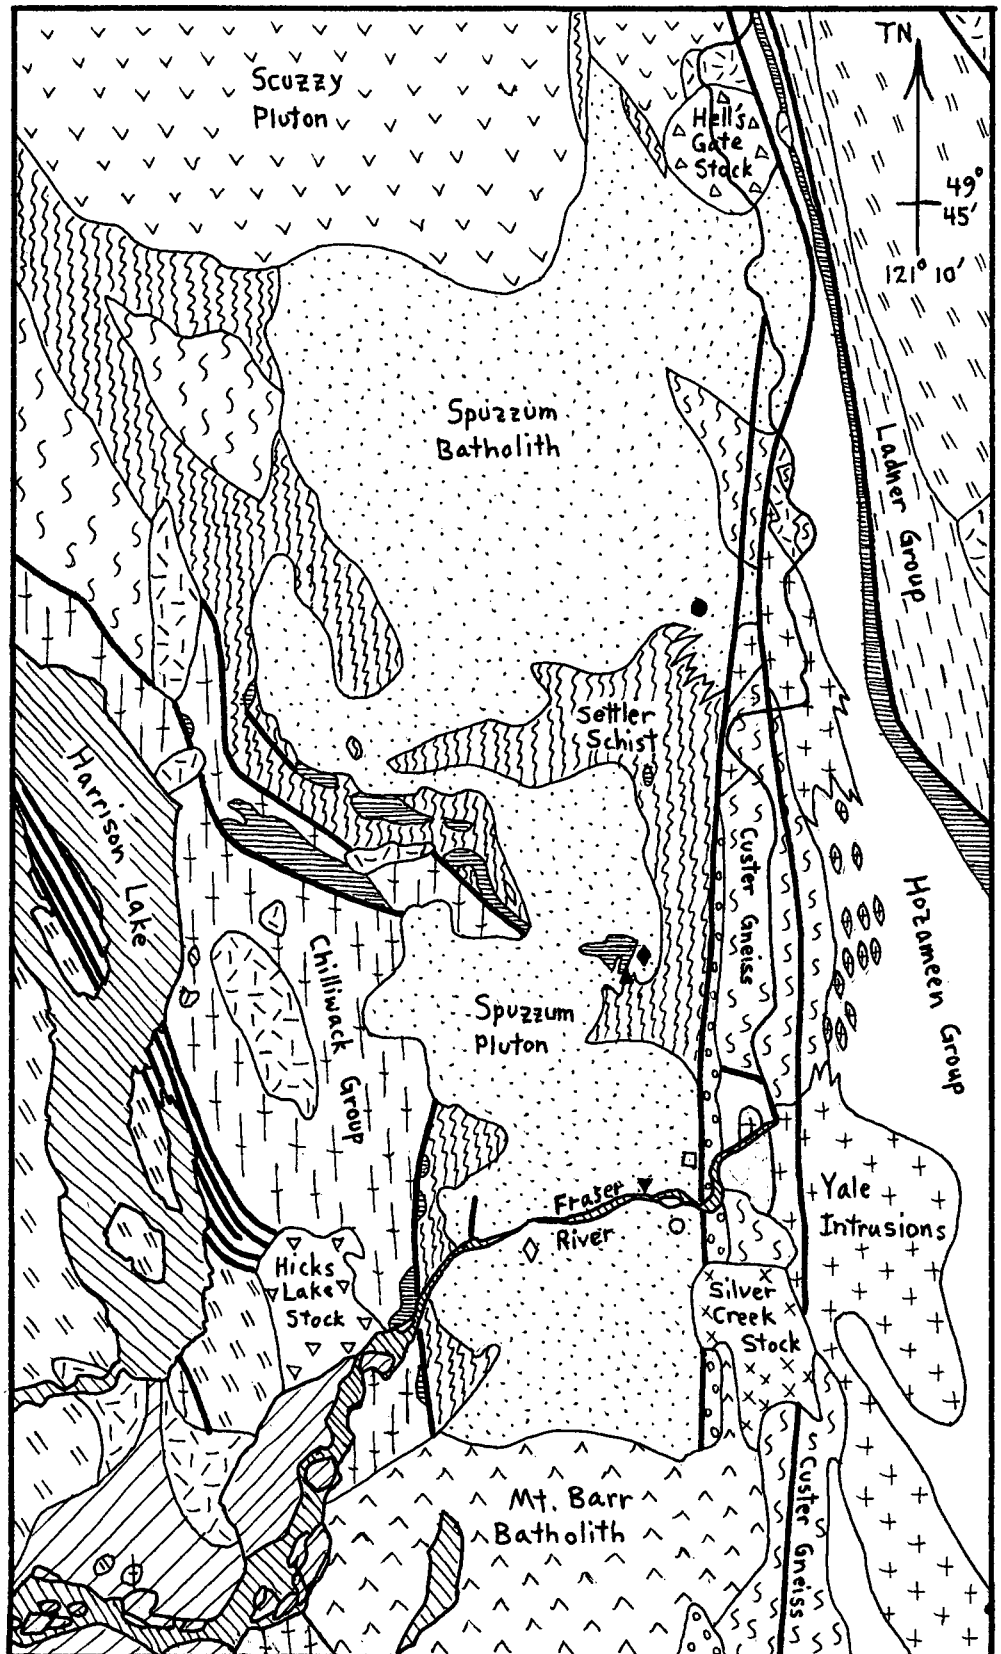 TN
Scuzzy
Pluton
Hell's
Gate
Stock
49°
45'
121° 10'
Spuzzum
Batholith
Ladner Group
Settler
Schist
Harrison Lake
Custer Gneiss
Hozameen Group
Chilliwack Group
Spuzzum
Pluton
Fraser
River
Yale
Intrusions
Hicks
Lake
Stock
Silver
Creek
Stock
Mt. Barr
Batholith
Custer Gneiss